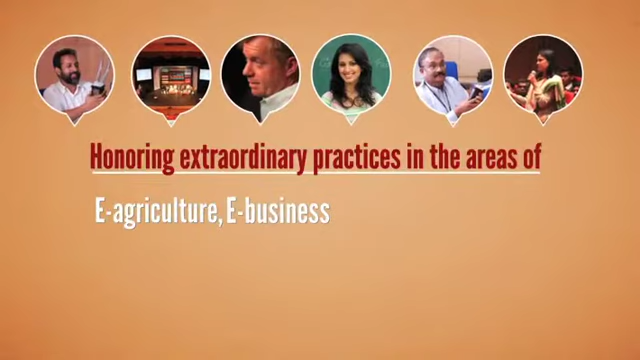 Honoring extraordinary practices in the areas of
E-agriculture, E-business